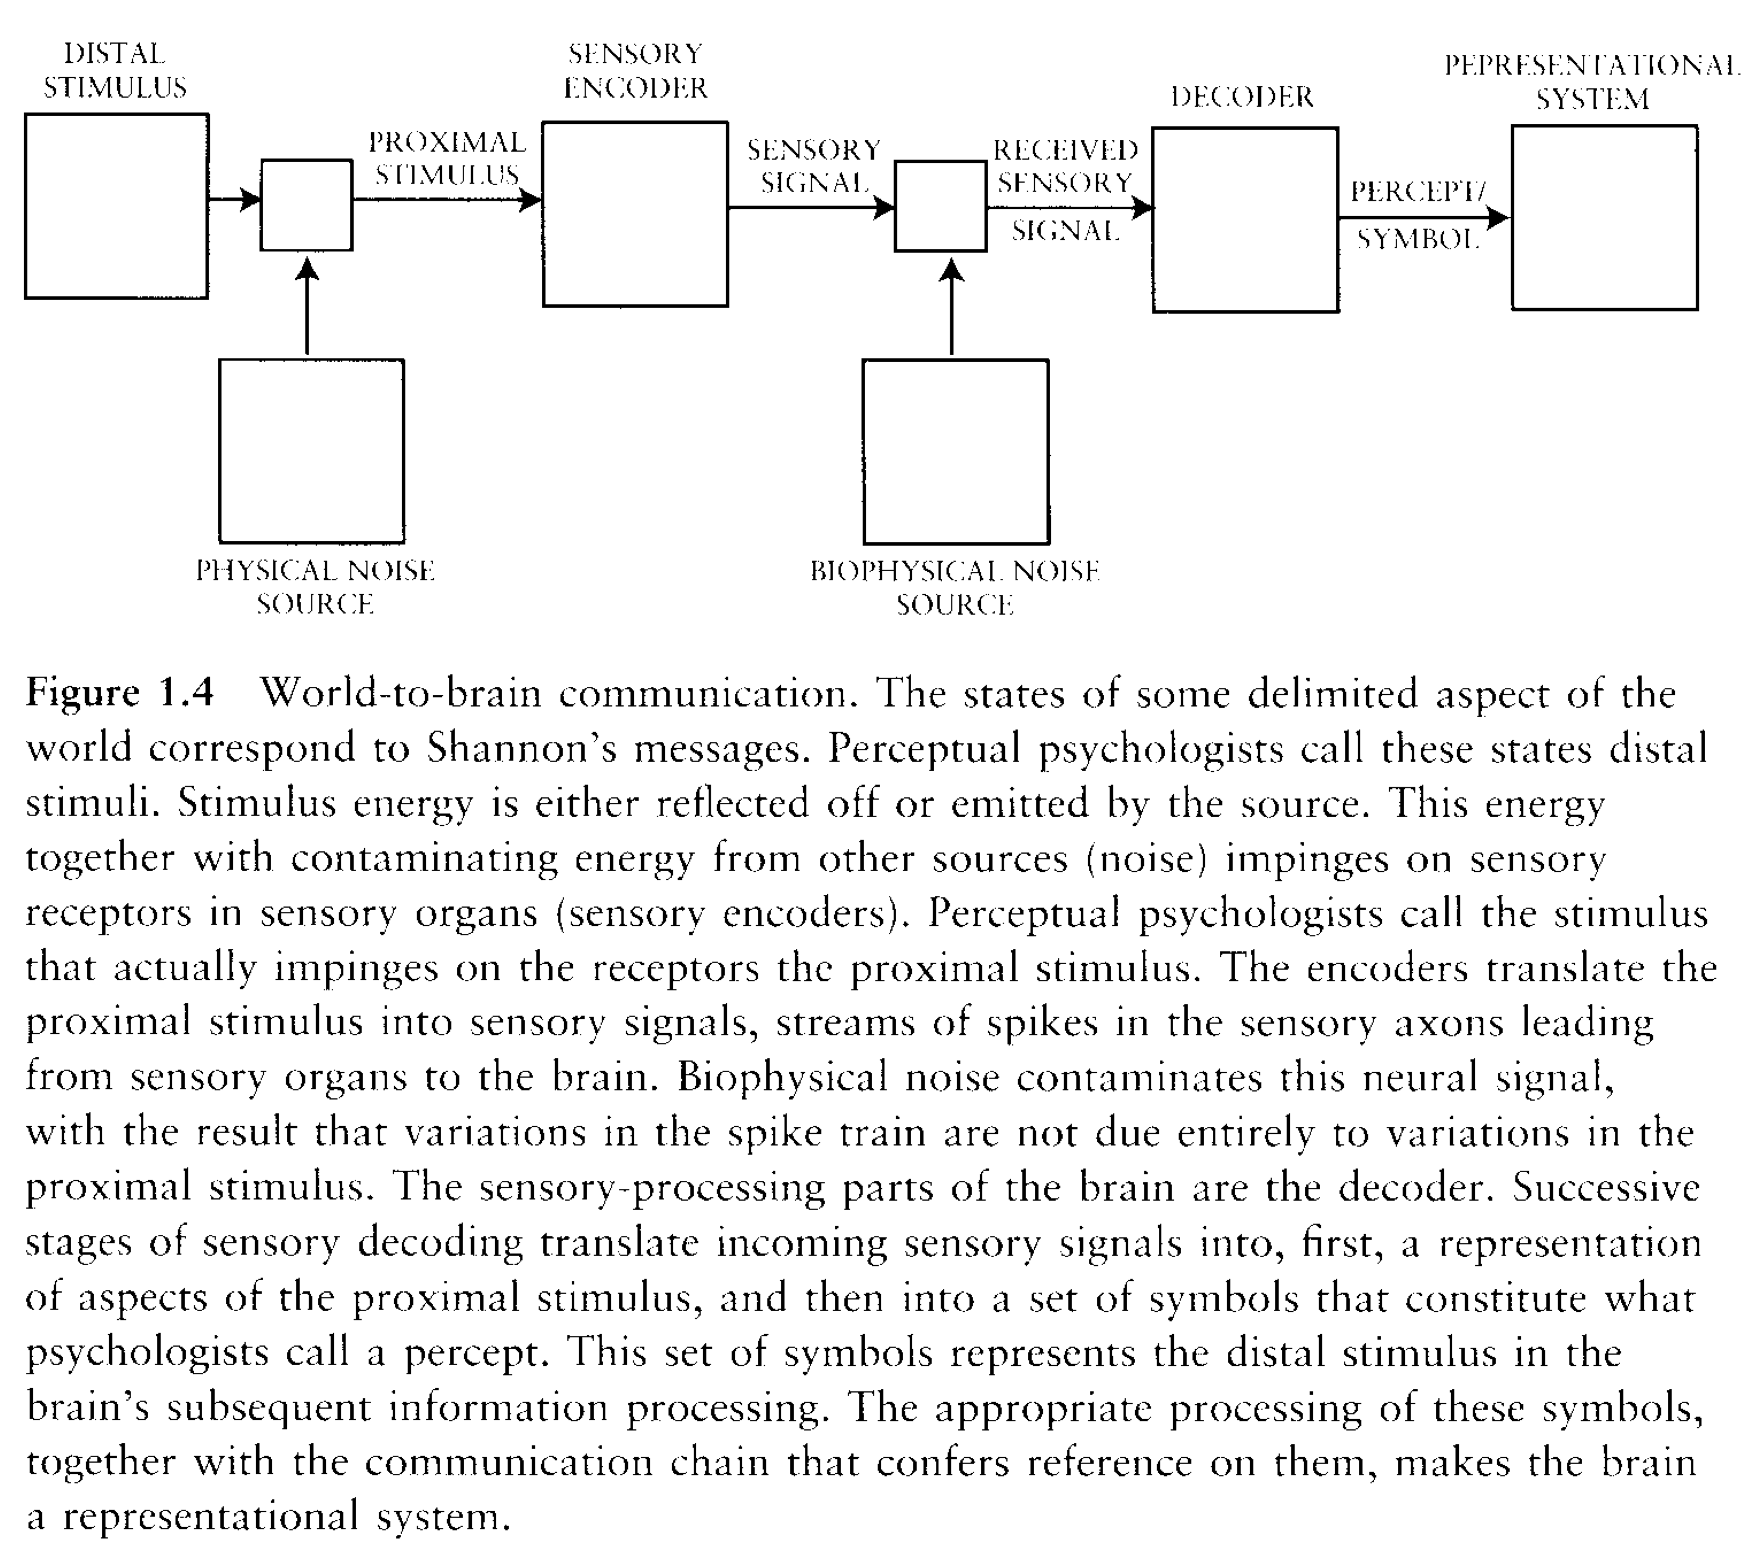 DISTAL
STIMULUS
SENSORY
ENCODER
PEPRESENTATIONAL
SYSTEM
DECODER
PROXIMAL
STIMULUS
SENSORY
SIGNAL
RECEIVED
SENSORY
SIGNAL
PERCEPT/
SYMBOL
PHYSICAL NOISE
SOURCE
BIOPHYSICAL NOISE
SOURCE
Figure 1.4 World-to-brain communication. The states of some delimited aspect of the
world correspond to Shannon's messages. Perceptual psychologists call these states distal
stimuli. Stimulus energy is either reflected off or emitted by the source. This energy
together with contaminating energy from other sources (noise) impinges on sensory
receptors in sensory organs (sensory encoders). Perceptual psychologists call the stimulus
that actually impinges on the receptors the proximal stimulus. The encoders translate the
proximal stimulus into sensory signals, streams of spikes in the sensory axons leading
from sensory organs to the brain. Biophysical noise contaminates this neural signal,
with the result that variations in the spike train are not due entirely to variations in the
proximal stimulus. The sensory-processing parts of the brain are the decoder. Successive
stages of sensory decoding translate incoming sensory signals into, first, a representation
of aspects of the proximal stimulus, and then into a set of symbols that constitute what
psychologists call a percept. This set of symbols represents the distal stimulus in the
brain's subsequent information processing. The appropriate processing of these symbols,
together with the communication chain that confers reference on them, makes the brain
a representational system.